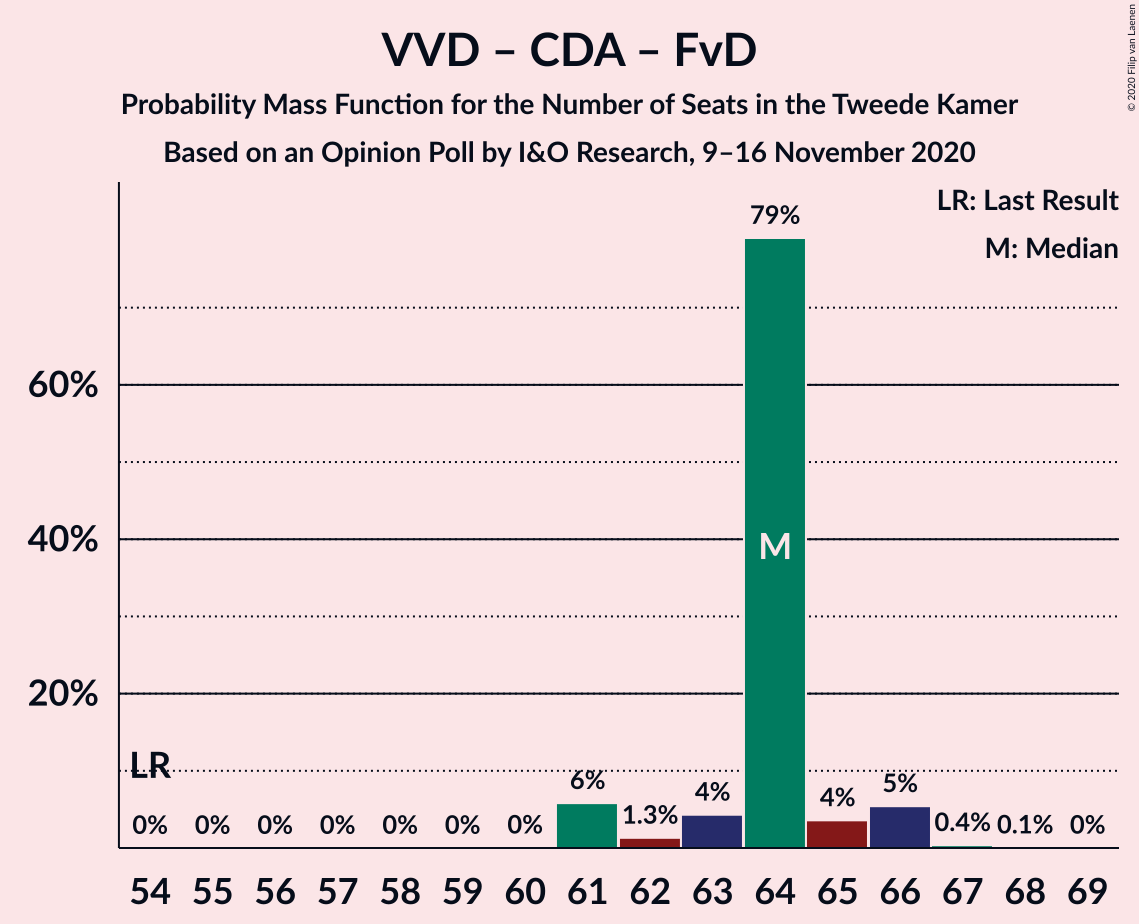 VVD – CDA – FvD
Probability Mass Function for the Number of Seats in the Tweede Kamer
Based on an Opinion Poll by I&O Research, 9–16 November 2020
© 2020 Filip van Laenen
LR: Last Result
M: Median
79%
60%
40%
20%
M
LR
0% 0% 0% 0% 0% 0% 0% 6% 1.3% 4% 4% 5% 0.4% 0.1% 0%
54 55 56 57 58 59 60 61 62 63 64 65 66 67 68 69